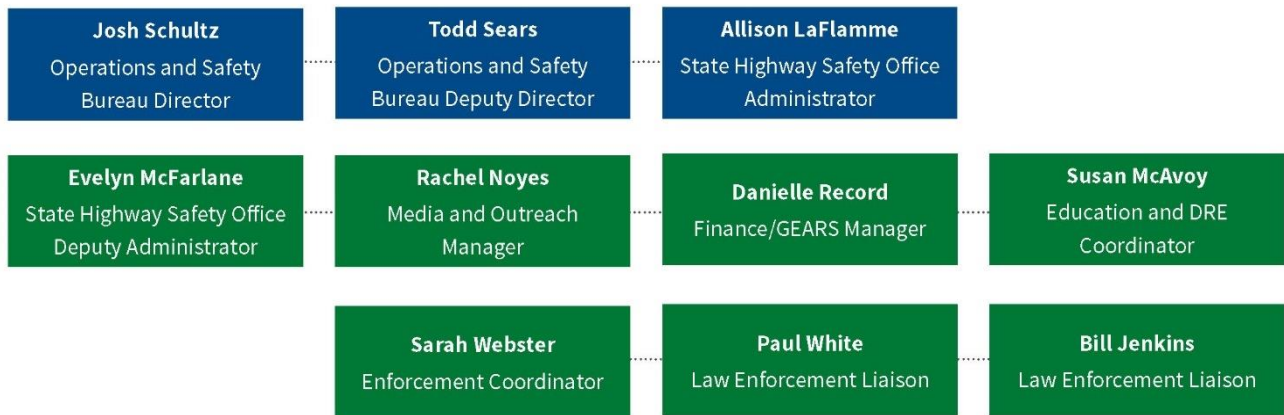 Josh Schultz
Operations and Safety
Bureau Director
Todd Sears
Operations and Safety
Bureau Deputy Director
Allison LaFlamme
State Highway Safety Office
Administrator
Evelyn McFarlane
State Highway Safety Office
Deputy Administrator
Rachel Noyes
Media and Outreach
Manager
Danielle Record
Finance/GEARS Manager
Susan McAvoy
Education and DRE
Coordinator
Sarah Webster
Enforcement Coordinator
Paul White
Law Enforcement Liaison
Bill Jenkins
Law Enforcement Liaison